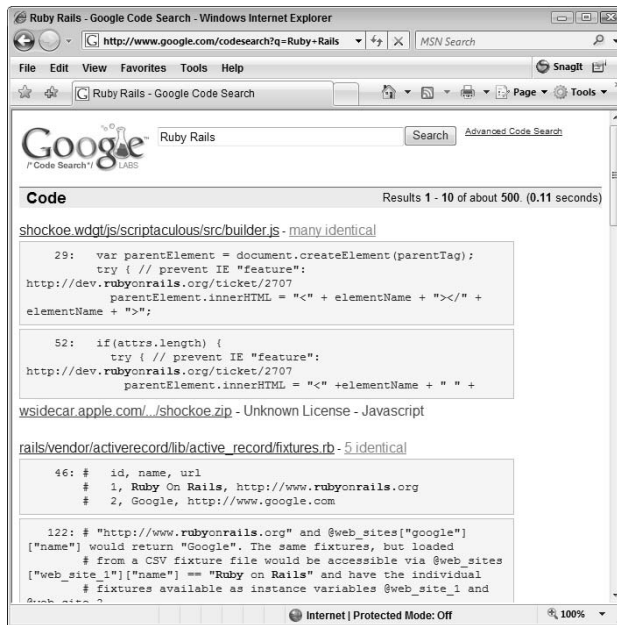 Ruby Rails - Google Code Search - Windows Internet Explorer
http://www.google.com/codesearch?q=Ruby+Rails MSN Search
File Edit View Favorites Tools Help SnagIt
Ruby Rails - Google Code Search Page Tools
Google Ruby Rails Search Advanced Code Search
/*Code Search*/ LABS
Code Results 1 - 10 of about 500. (0.11 seconds)
shockoe.wdgt/js/scriptaculous/src/builder.js - many identical
29: var parentElement = document.createElement(parentTag);
try { // prevent IE "feature":
http://dev.rubyonrails.org/ticket/2707
parentElement.innerHTML = "<" + elementName + "></" +
elementName + ">";
52: if(attrs.length) {
try { // prevent IE "feature":
http://dev.rubyonrails.org/ticket/2707
parentElement.innerHTML = "<" +elementName + " " +
wsidecar.apple.com/.../shockoe.zip - Unknown License - Javascript
rails/vendor/activerecord/lib/active_record/fixtures.rb - 5 identical
46: # id, name, url
# 1, Ruby On Rails, http://www.rubyonrails.org
# 2, Google, http://www.google.com
122: # "http://www.rubyonrails.org" and @web_sites["google"]
["name"] would return "Google". The same fixtures, but loaded
# from a CSV fixture file would be accessible via @web_sites
["web_site_1"]["name"] == "Ruby on Rails" and have the individual
# fixtures available as instance variables @web_site_1 and
@web_site_2
Internet | Protected Mode: Off 100%